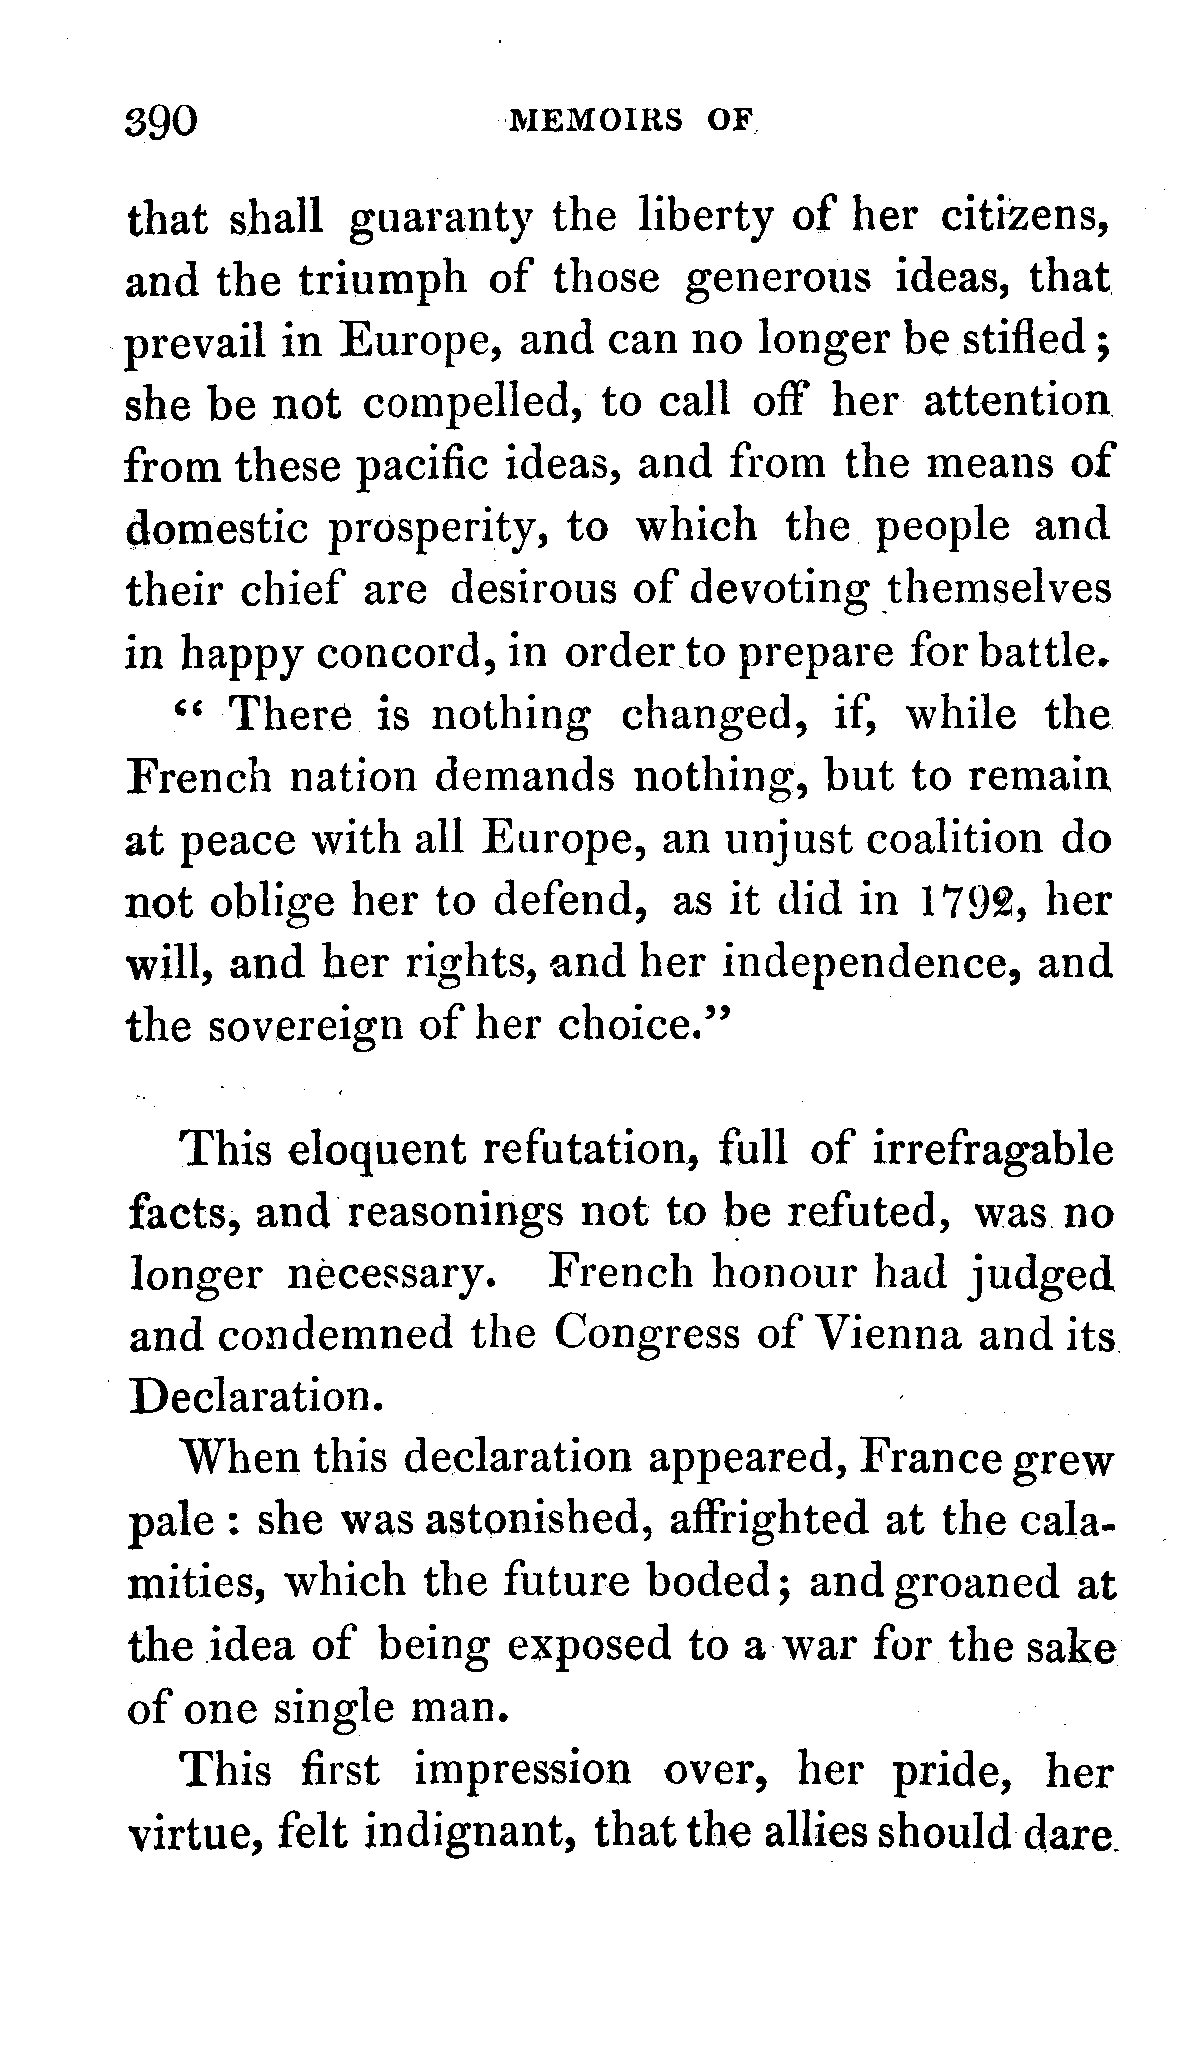 390 MEMOIRS OF
that shall guaranty the liberty of her citizens,
and the triumph of those generous ideas, that
prevail in Europe, and can no longer be stifled;
she be not compelled, to call off her attention
from these pacific ideas, and from the means of
domestic prosperity, to which the people and
their chief are desirous of devoting themselves
in happy concord, in order to prepare for battle.
“ There is nothing changed, if, while the
French nation demands nothing, but to remain
at peace with all Europe, an unjust coalition do
not oblige her to defend, as it did in 1792, her
will, and her rights, and her independence, and
the sovereign of her choice.”
This eloquent refutation, full of irrefragable
facts, and reasonings not to be refuted, was no
longer necessary. French honour had judged
and condemned the Congress of Vienna and its
Declaration.
When this declaration appeared, France grew
pale : she was astonished, affrighted at the cala-
mities, which the future boded; and groaned at
the idea of being exposed to a war for the sake
of one single man.
This first impression over, her pride, her
virtue, felt indignant, that the allies should dare